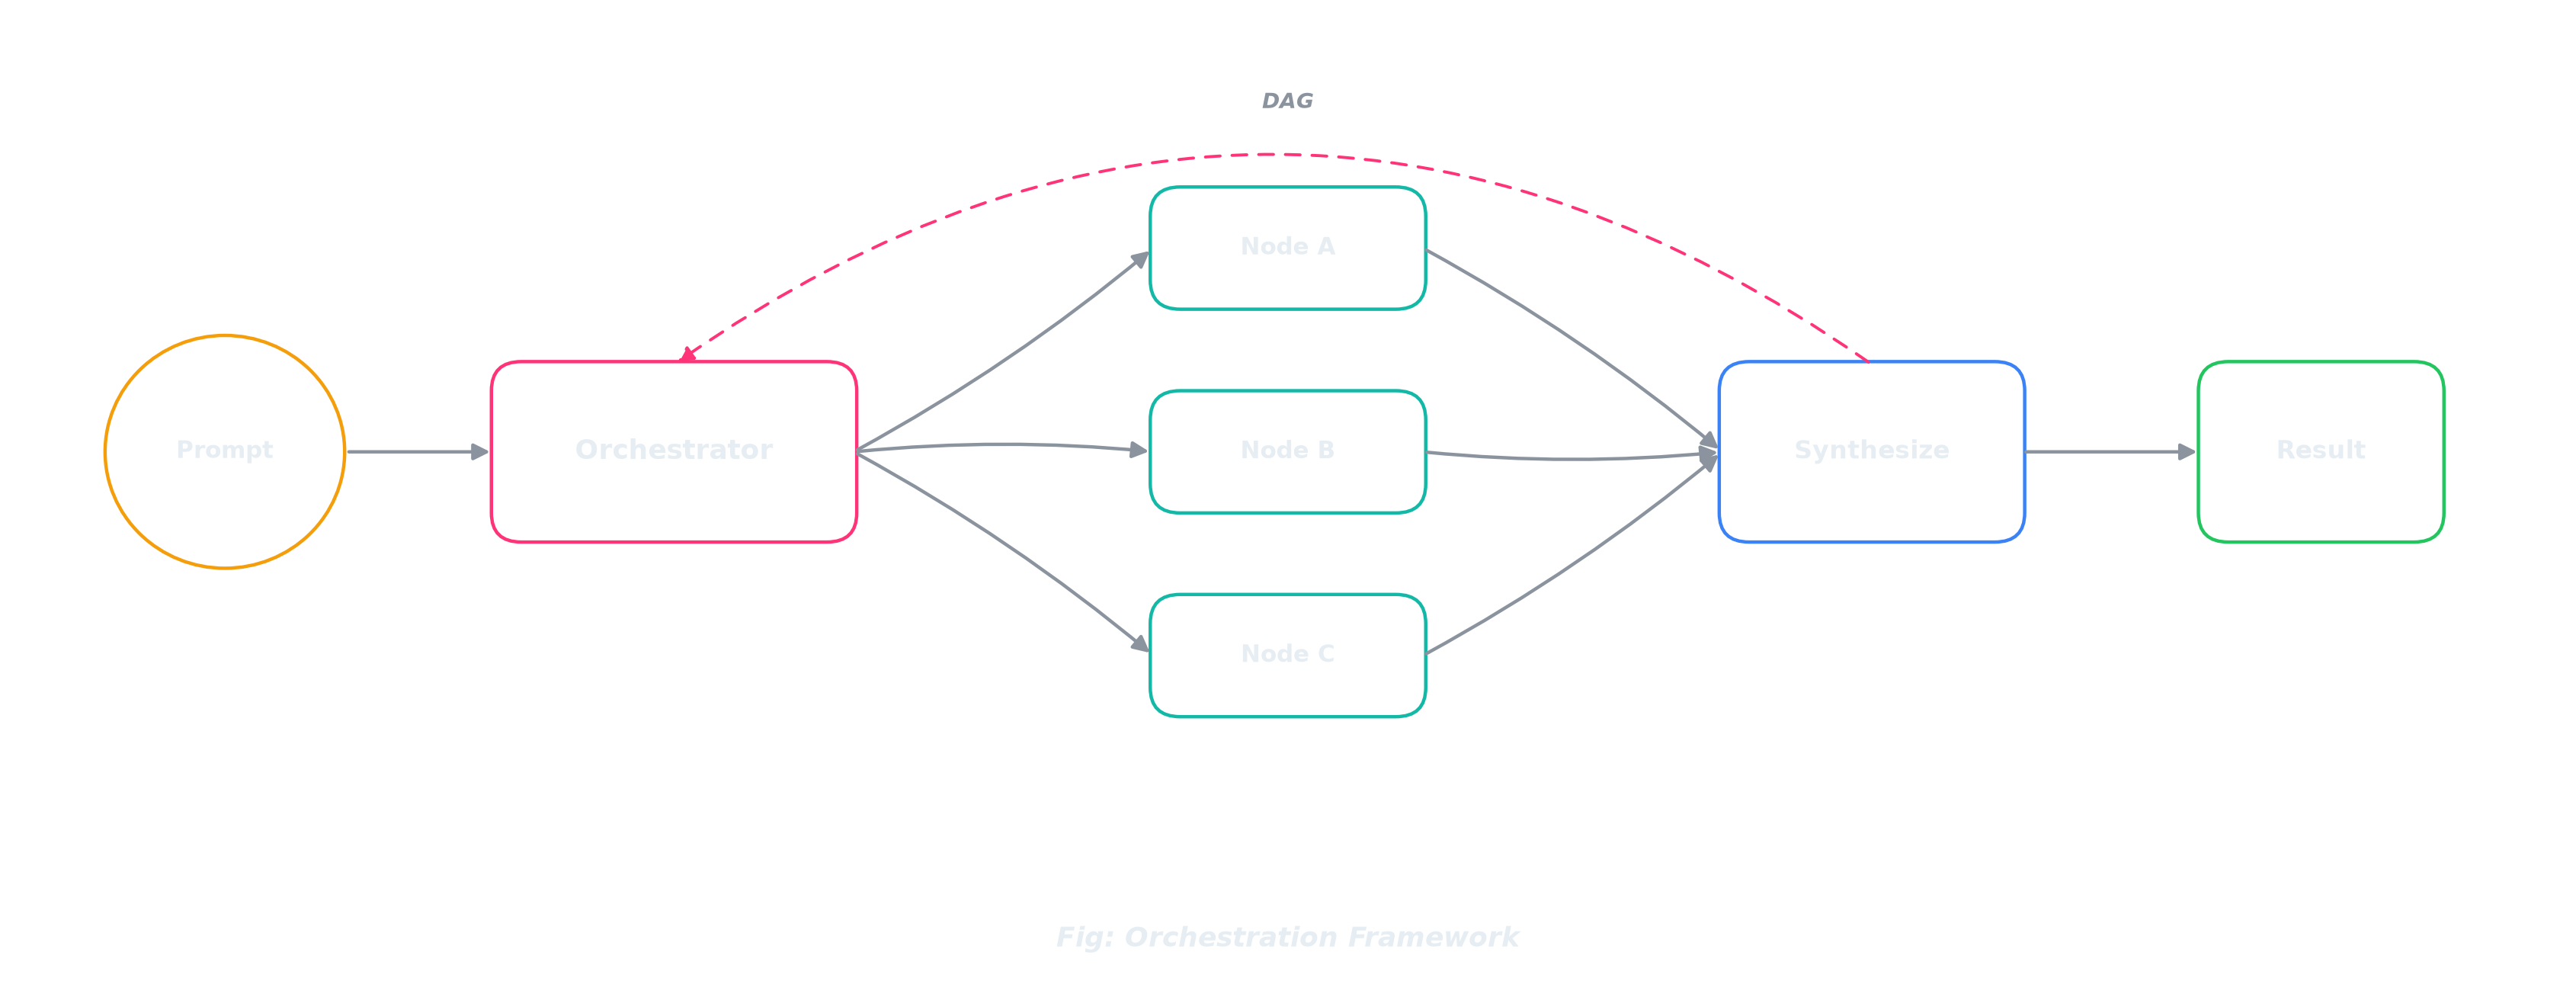 DAG
Node A
Prompt
Orchestrator
Node B
Synthesize
Result
Node C
Fig: Orchestration Framework